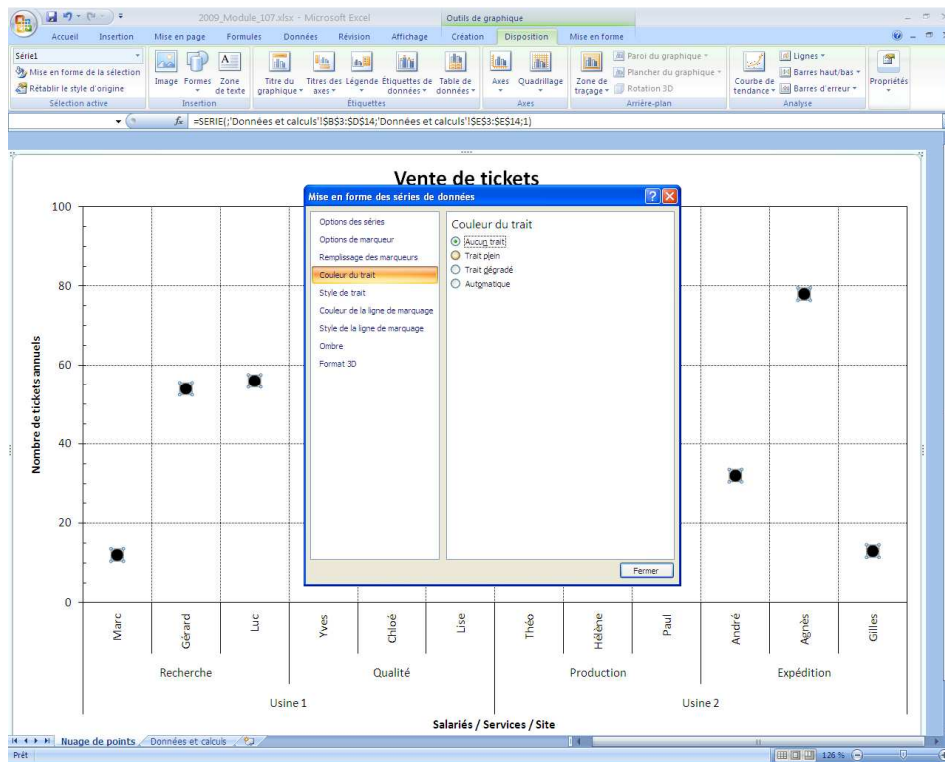 2009_Module_107.xlsx - Microsoft Excel
Outils de graphique
Accueil Insertion Mise en page Formules Données Révision Affichage Création Disposition Mise en forme
Série1
Mise en forme de la sélection
Rétablir le style d'origine
Sélection active
Image Formes Zone de texte
Insertion
Titre du graphique Titres des axes Légende Étiquettes de données Table de données
Étiquettes
Axes Quadrillage
Axes
Zone de traçage
Paroi du graphique
Plancher du graphique
Rotation 3D
Arrière-plan
Courbe de tendance
Lignes
Barres haut/bas
Barres d'erreur
Analyse
Propriétés
fx =SERIE(;'Données et calculs'!$B$3:$D$14;'Données et calculs'!$E$3:$E$14;1)
Vente de tickets
Mise en forme des séries de données
Options des séries
Options de marqueur
Remplissage des marqueurs
Couleur du trait
Style de trait
Couleur de la ligne de marquage
Style de la ligne de marquage
Ombre
Format 3D
Couleur du trait
Aucun trait
Trait plein
Trait dégradé
Automatique
Fermer
Nombre de tickets annuels
100
80
60
40
20
0
Marc Gérard Luc Yves Chloé Lise Théo Hélène Paul André Agnès Gilles
Recherche Qualité Production Expédition
Usine 1 Usine 2
Salariés / Services / Site
Nuage de points Données et calculs
Prêt
126 %